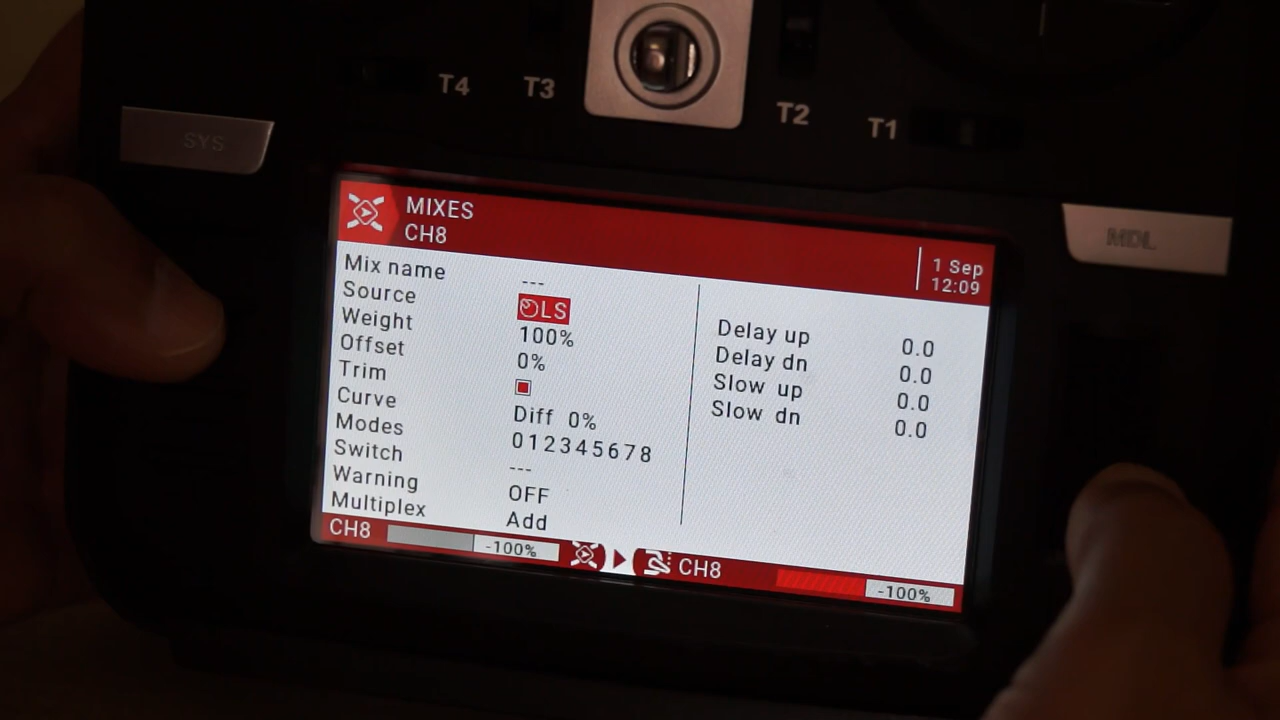 T4 T3 T2 T1
SYS
MDL
MIXES
CH8
1 Sep
12:09
Mix name ---
Source LS
Weight 100%
Offset 0%
Trim
Curve Diff 0%
Modes 012345678
Switch ---
Warning OFF
Multiplex Add
Delay up 0.0
Delay dn 0.0
Slow up 0.0
Slow dn 0.0
CH8 -100% CH8 -100%